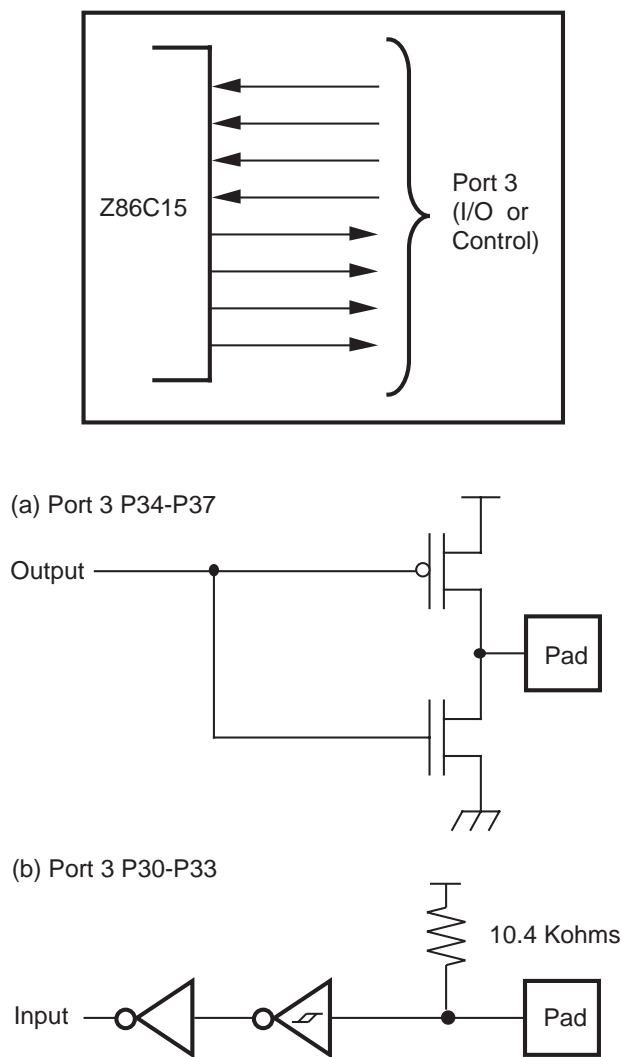 Z86C15
Port 3
(I/O or
Control)
(a) Port 3 P34-P37
Output
Pad
(b) Port 3 P30-P33
10.4 Kohms
Input
Pad